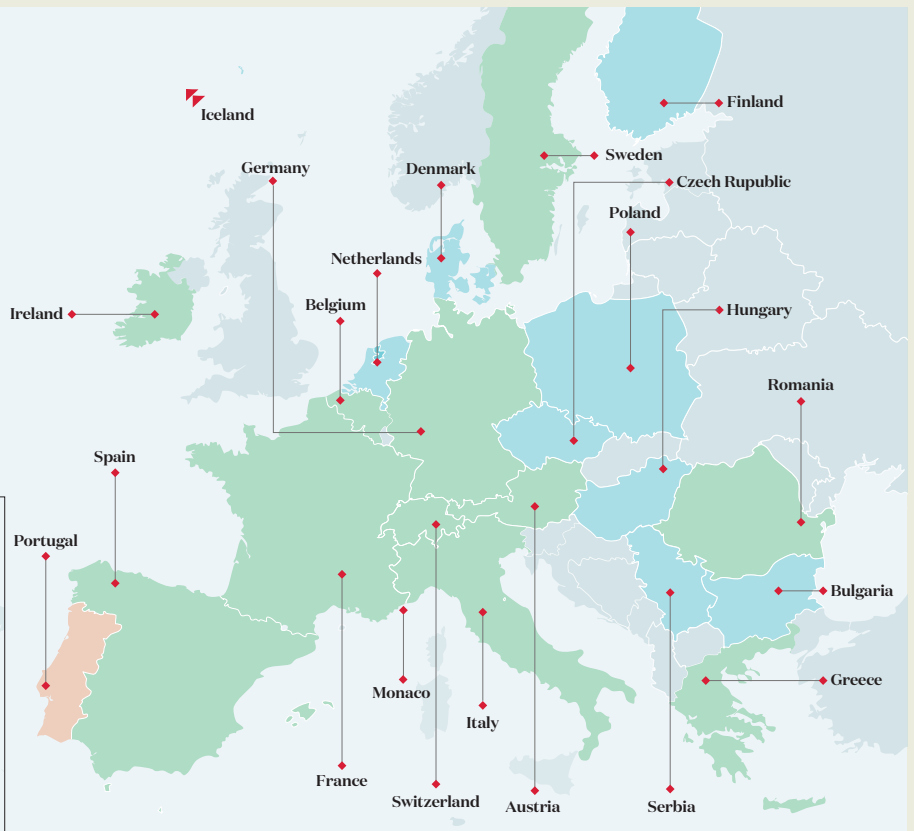 Finland
Iceland
Sweden
Germany
Denmark
Czech Rupublic
Poland
Netherlands
Belgium
Ireland
Hungary
Romania
Spain
Portugal
Bulgaria
Greece
Monaco
Italy
France
Switzerland
Austria
Serbia